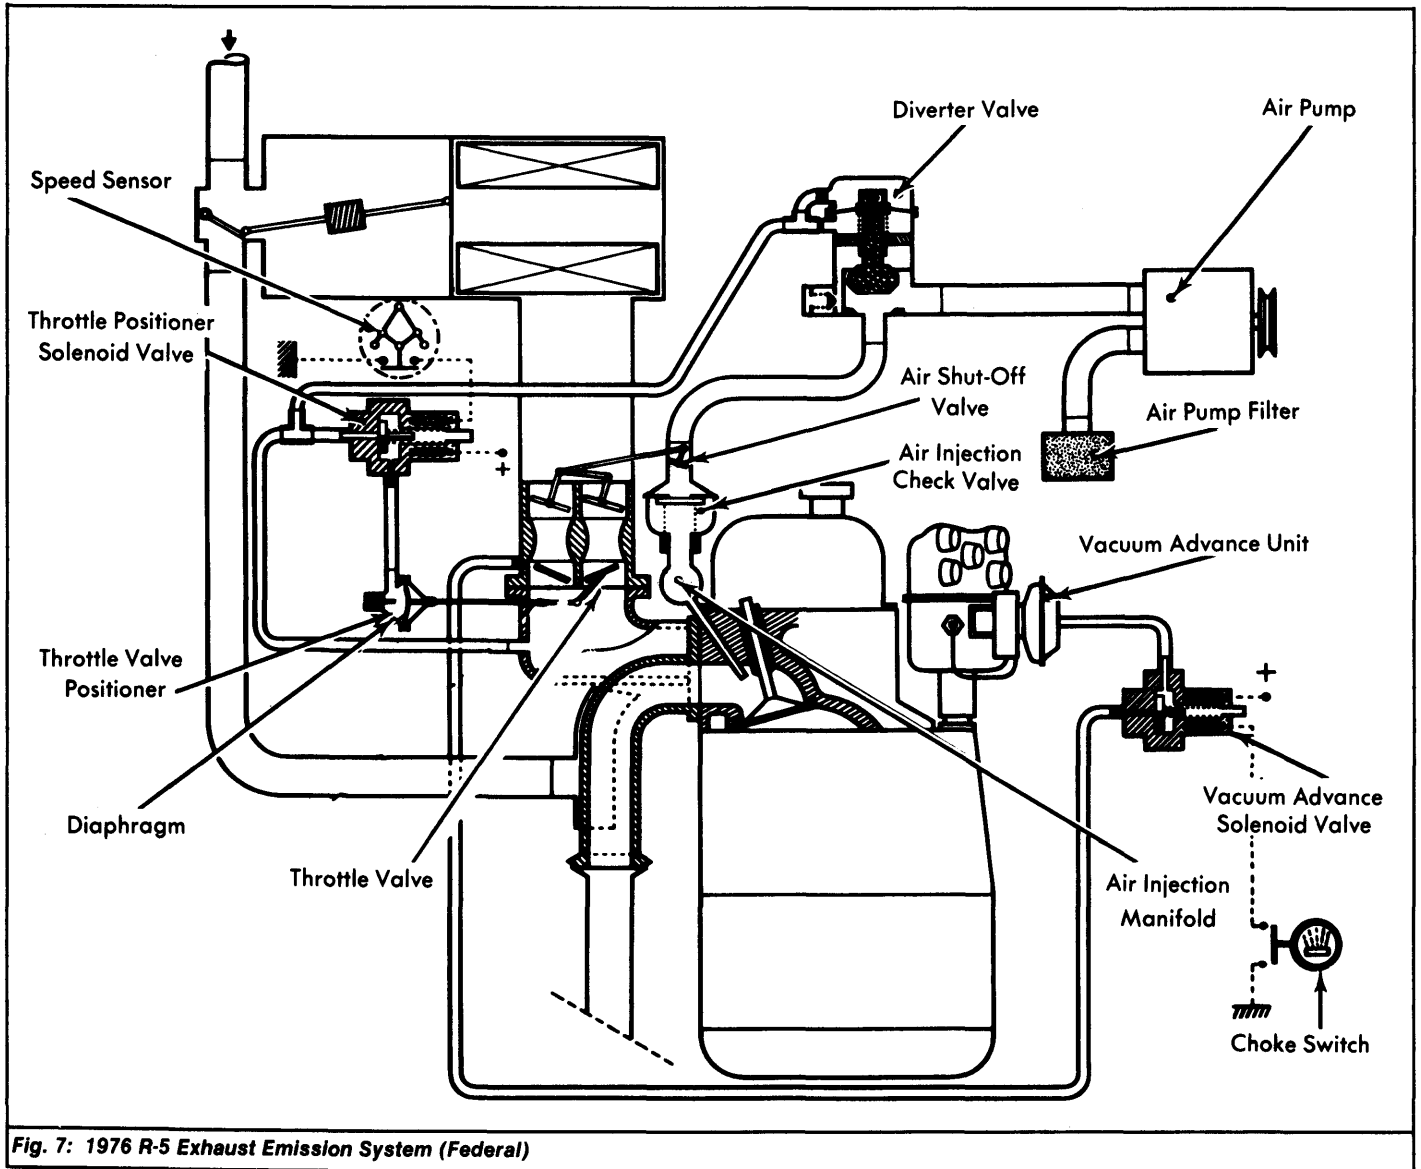 Diverter Valve
Air Pump
Speed Sensor
Throttle Positioner
Solenoid Valve
Air Shut-Off
Valve
Air Pump Filter
Air Injection
Check Valve
+
Vacuum Advance Unit
Throttle Valve
Positioner
+
Vacuum Advance
Solenoid Valve
Diaphragm
Throttle Valve
Air Injection
Manifold
Choke Switch
Fig. 7: 1976 R-5 Exhaust Emission System (Federal)